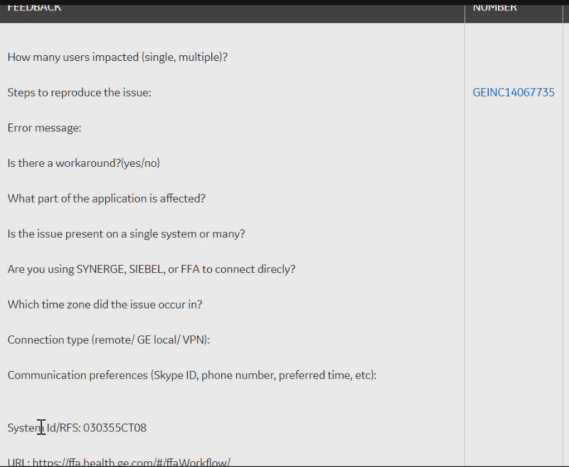 FEEDBACK NUMBER
How many users impacted (single, multiple)?
Steps to reproduce the issue: GEINC14067735
Error message:
Is there a workaround?(yes/no)
What part of the application is affected?
Is the issue present on a single system or many?
Are you using SYNERGE, SIEBEL, or FFA to connect direcly?
Which time zone did the issue occur in?
Connection type (remote/ GE local/ VPN):
Communication preferences (Skype ID, phone number, preferred time, etc):
System Id/RFS: 030355CT08
URL: https://ffa.health.ge.com/#/ffaWorkflow/